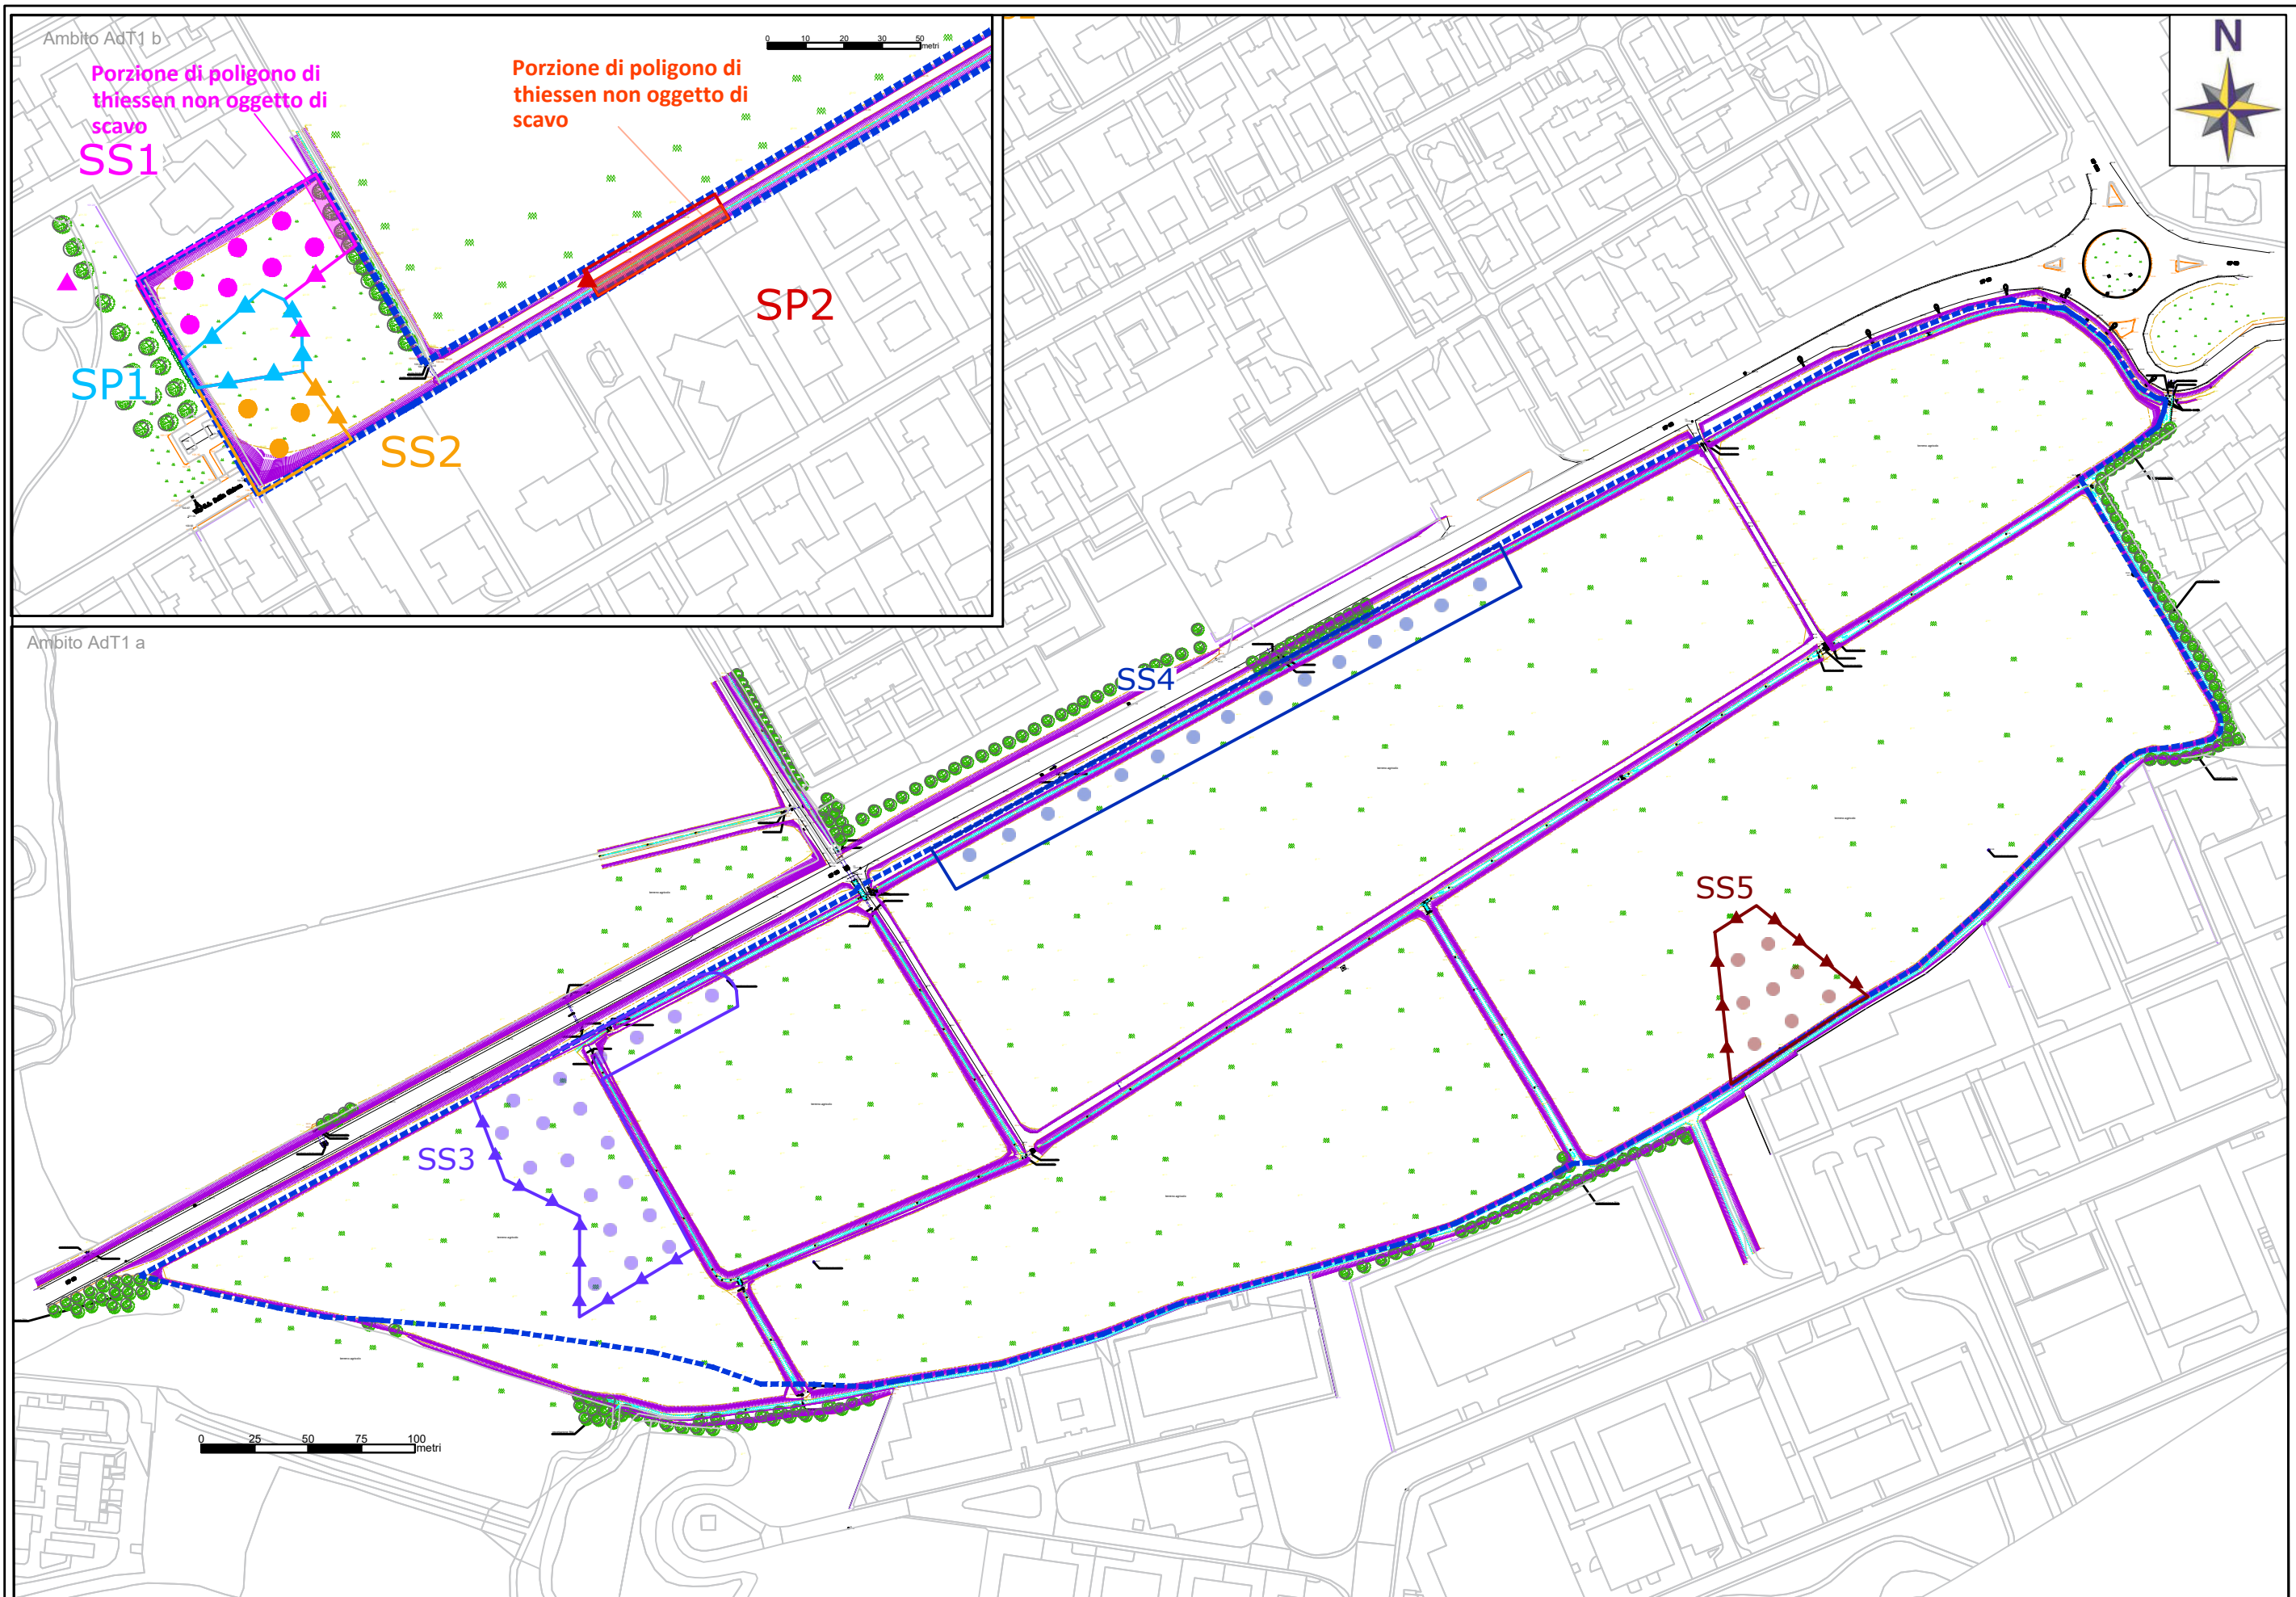 Ambito AdT1 b
Porzione di poligono di
thiessen non oggetto di
scavo
SS1
Porzione di poligono di
thiessen non oggetto di
scavo
0 10 20 30 50
metri
N
SP2
SP1
SS2
Ambito AdT1 a
SS4
SS5
SS3
0 25 50 75 100
metri